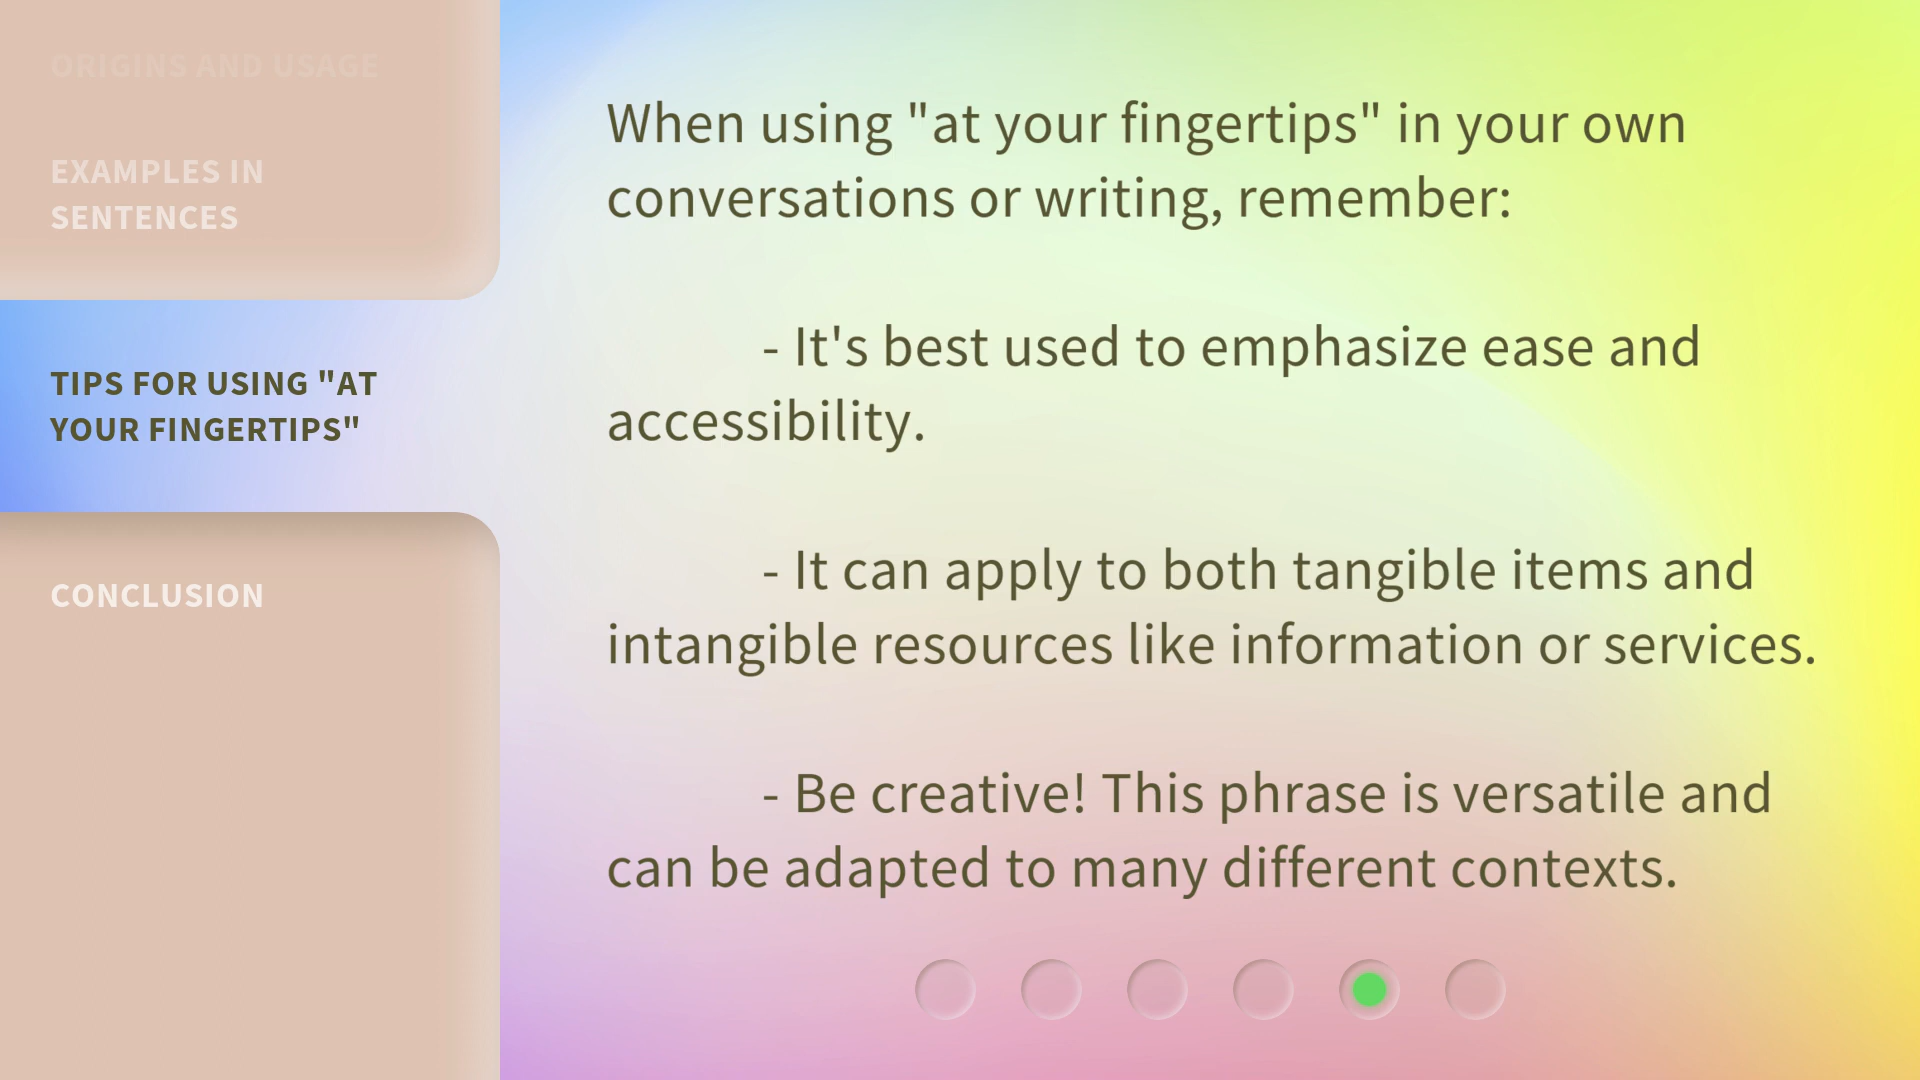 ORIGINS AND USAGE
EXAMPLES IN
SENTENCES
TIPS FOR USING "AT
YOUR FINGERTIPS"
CONCLUSION
When using "at your fingertips" in your own
conversations or writing, remember:
- It's best used to emphasize ease and
accessibility.
- It can apply to both tangible items and
intangible resources like information or services.
- Be creative! This phrase is versatile and
can be adapted to many different contexts.